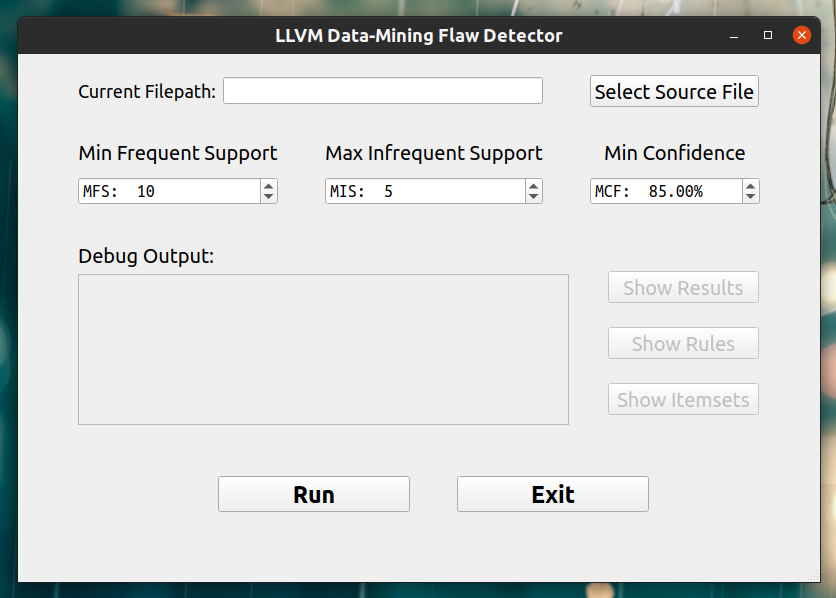 LLVM Data-Mining Flaw Detector
Current Filepath:
Select Source File
Min Frequent Support
Max Infrequent Support
Min Confidence
MFS: 10
MIS: 5
MCF: 85.00%
Debug Output:
Show Results
Show Rules
Show Itemsets
Run
Exit